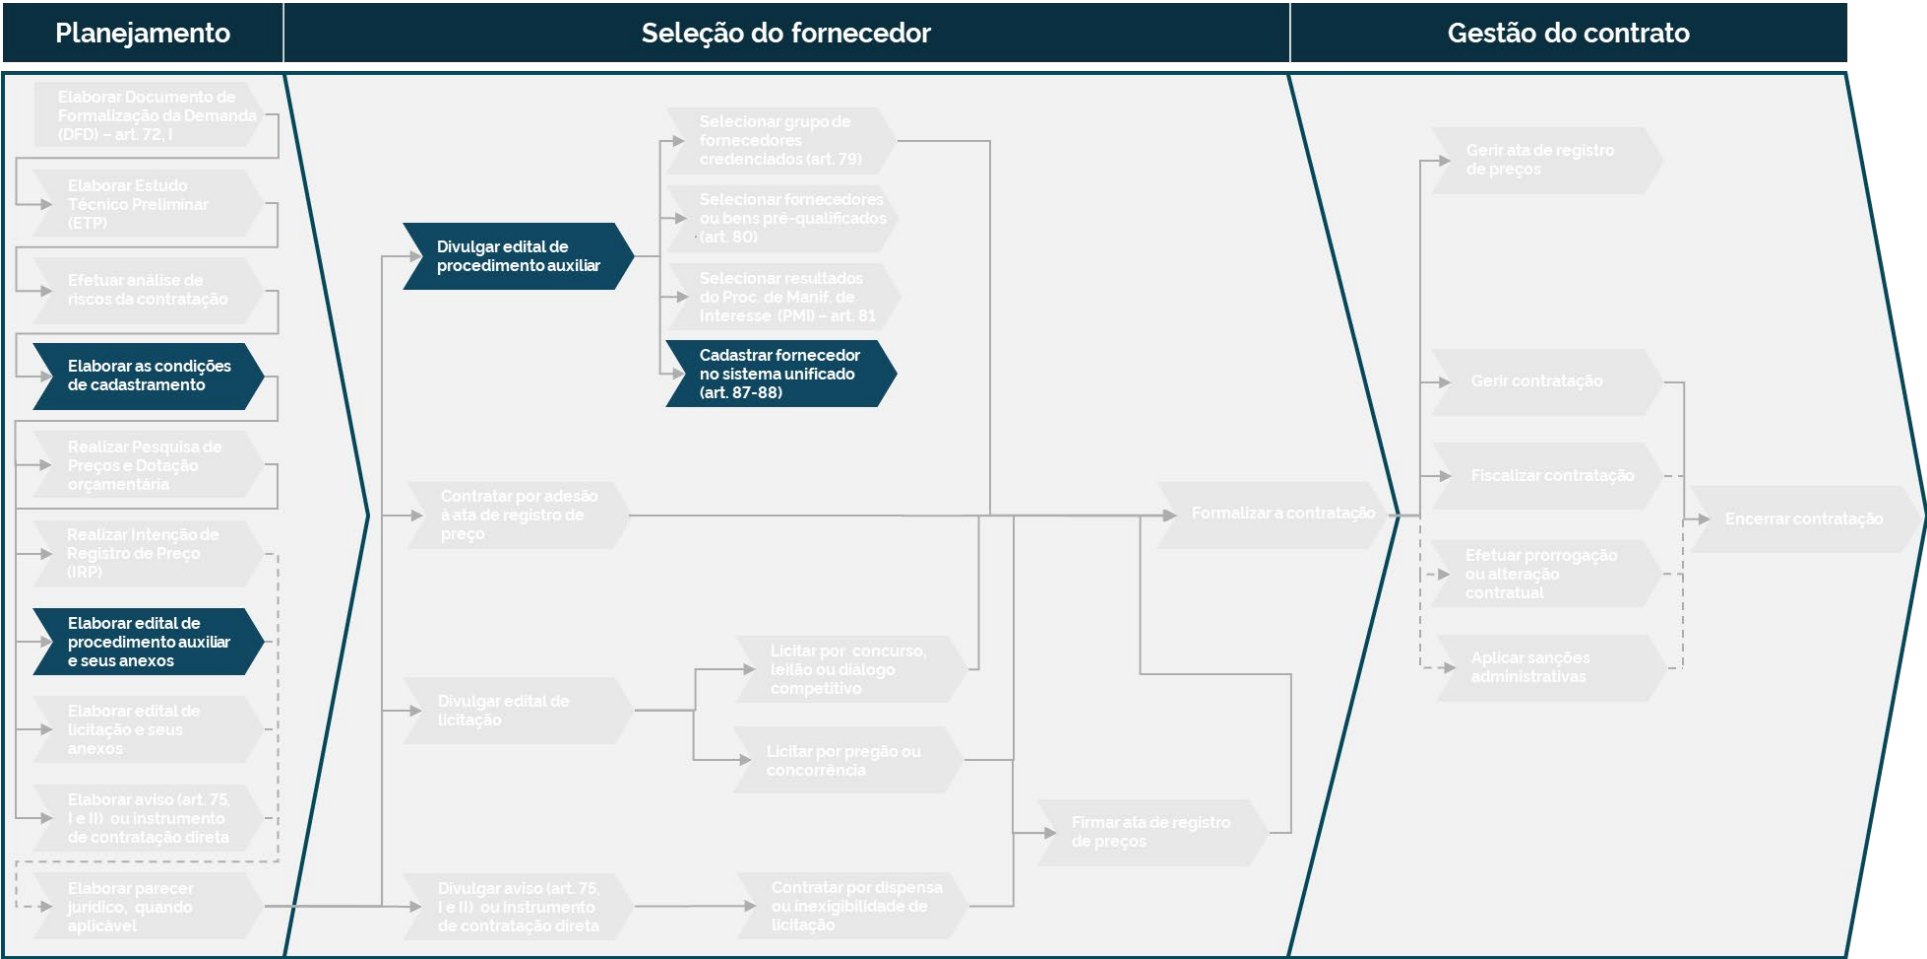 Planejamento
Seleção do fornecedor
Gestão do contrato
Elaborar Documento de
Formalização da Demanda
(DFD) – art. 72, I
Elaborar Estudo
Técnico Preliminar
(ETP)
Efetuar análise de
riscos da contratação
Elaborar as condições
de cadastramento
Realizar Pesquisa de
Preços e Dotação
orçamentária
Realizar Intenção de
Registro de Preço
(IRP)
Elaborar edital de
procedimento auxiliar
e seus anexos
Elaborar edital de
licitação e seus
anexos
Elaborar aviso (art. 75,
I e II) ou instrumento
de contratação direta
Elaborar parecer
jurídico, quando
aplicável
Divulgar edital de
procedimento auxiliar
Selecionar grupo de
fornecedores
credenciados (art. 79)
Selecionar fornecedores
ou bens pré-qualificados
(art. 80)
Selecionar resultados
do Proc. de Manif. de
Interesse (PMI) – art. 81
Cadastrar fornecedor
no sistema unificado
(art. 87-88)
Contratar por adesão
à ata de registro de
preço
Divulgar edital de
licitação
Licitar por concurso,
leilão ou diálogo
competitivo
Licitar por pregão ou
concorrência
Divulgar aviso (art. 75,
I e II) ou instrumento
de contratação direta
Contratar por dispensa
ou inexigibilidade de
licitação
Firmar ata de registro
de preços
Formalizar a contratação
Gerir ata de registro
de preços
Gerir contratação
Fiscalizar contratação
Efetuar prorrogação
ou alteração
contratual
Aplicar sanções
administrativas
Encerrar contratação